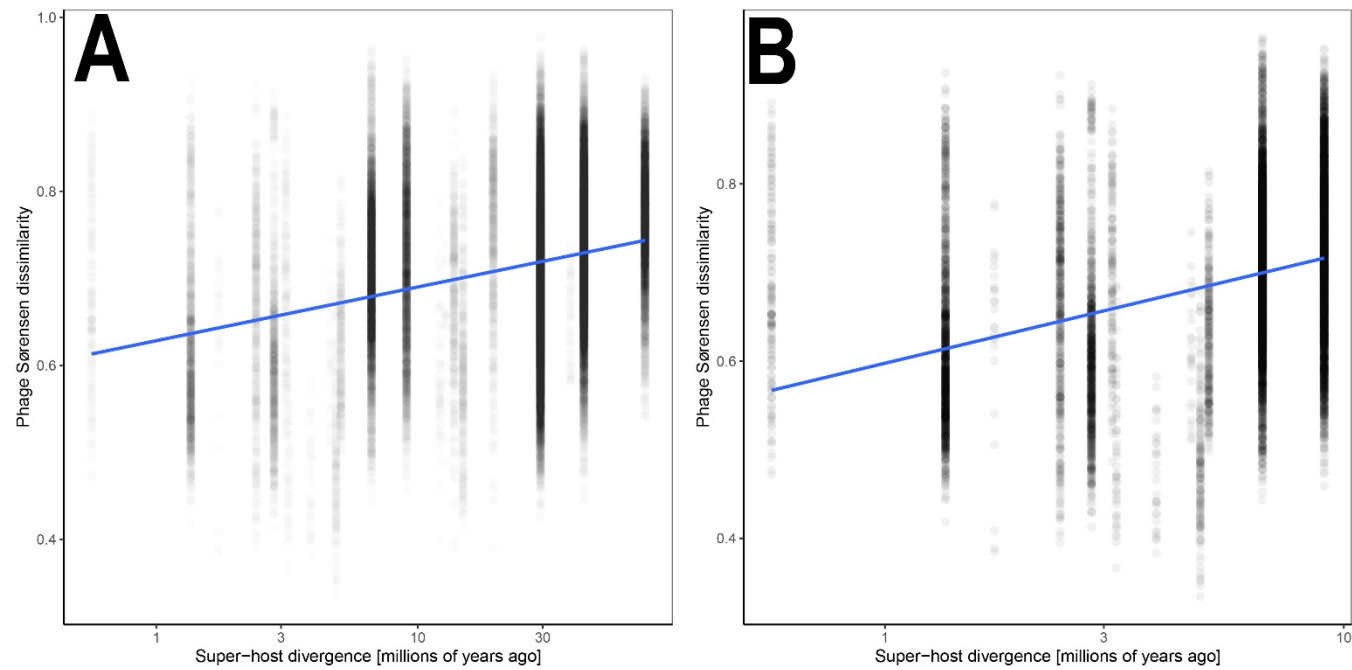 A
1.0
0.8
0.6
0.4
Phage Sørensen dissimilarity
1 3 10 30
Super−host divergence [millions of years ago]
B
0.8
0.6
0.4
Phage Sørensen dissimilarity
1 3 10
Super−host divergence [millions of years ago]